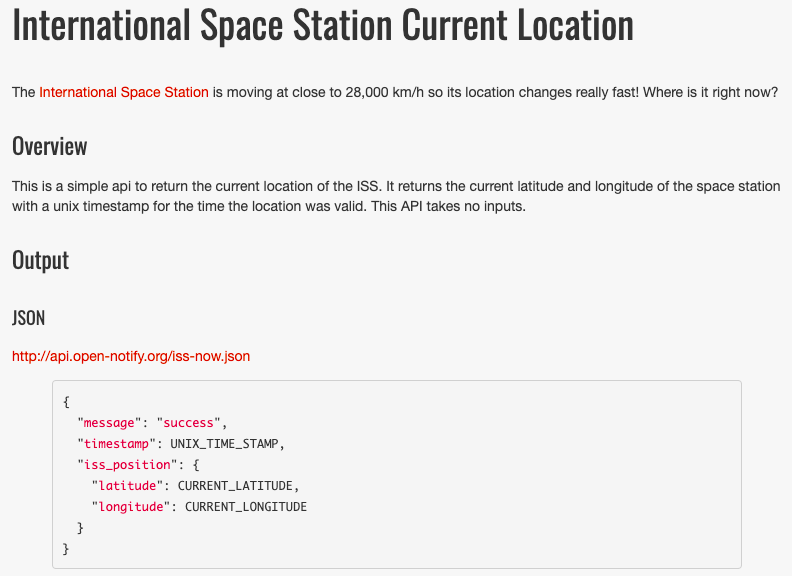 International Space Station Current Location
The International Space Station is moving at close to 28,000 km/h so its location changes really fast! Where is it right now?
Overview
This is a simple api to return the current location of the ISS. It returns the current latitude and longitude of the space station
with a unix timestamp for the time the location was valid. This API takes no inputs.
Output
JSON
http://api.open-notify.org/iss-now.json
{
  "message": "success",
  "timestamp": UNIX_TIME_STAMP,
  "iss_position": {
    "latitude": CURRENT_LATITUDE,
    "longitude": CURRENT_LONGITUDE
  }
}